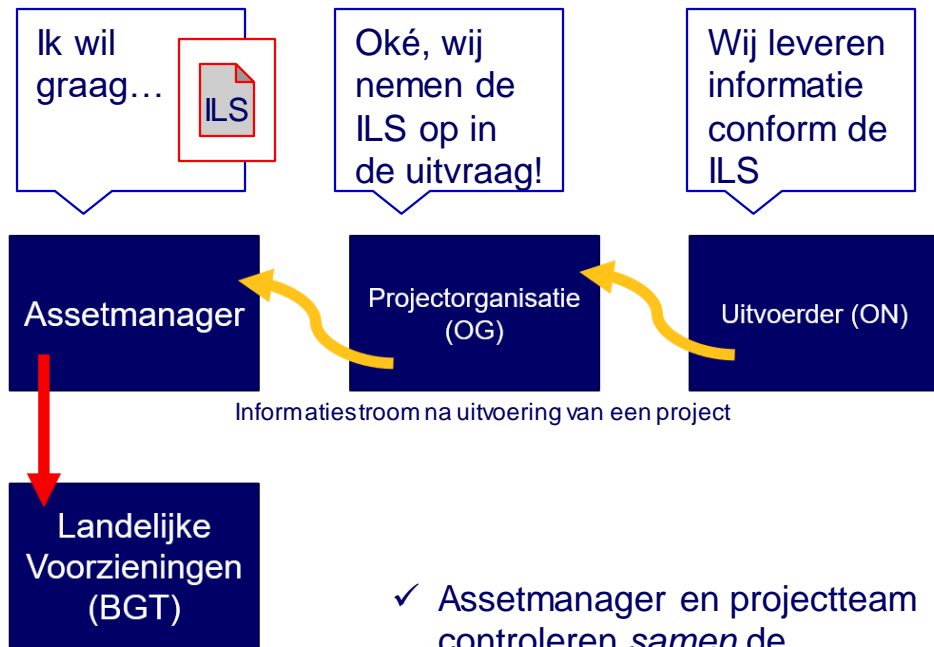 Ik wil
graag…
ILS
Oké, wij
nemen de
ILS op in
de uitvraag!
Wij leveren
informatie
conform de
ILS
Assetmanager
Projectorganisatie
(OG)
Uitvoerder (ON)
Informatiestroom na uitvoering van een project
Landelijke
Voorzieningen
(BGT)
✓ Assetmanager en projectteam
controleren samen de